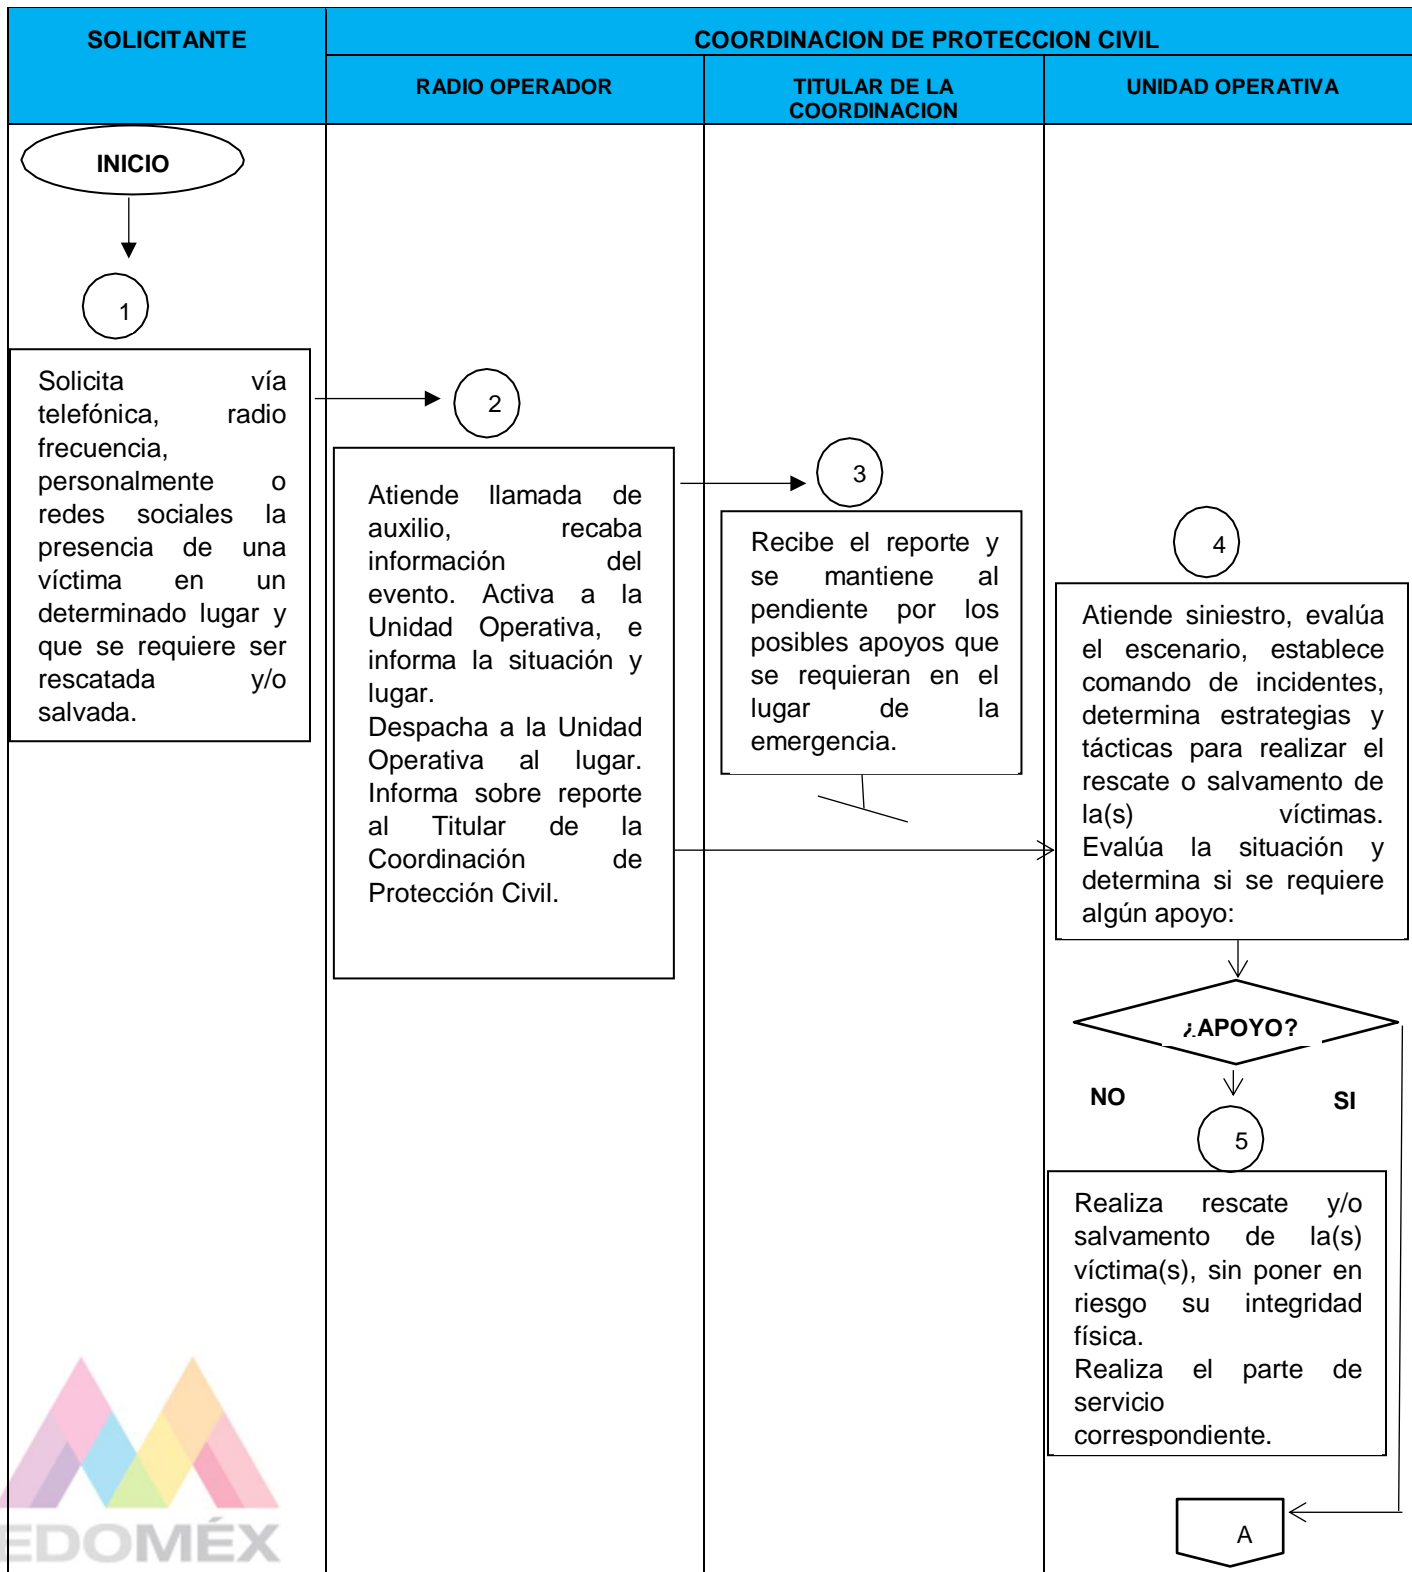 SOLICITANTE
COORDINACION DE PROTECCION CIVIL
RADIO OPERADOR
TITULAR DE LA
COORDINACION
UNIDAD OPERATIVA
INICIO
1
Solicita vía
telefónica, radio
frecuencia,
personalmente o
redes sociales la
presencia de una
víctima en un
determinado lugar y
que se requiere ser
rescatada y/o
salvada.
2
Atiende llamada de
auxilio, recaba
información del
evento. Activa a la
Unidad Operativa, e
informa la situación y
lugar.
Despacha a la Unidad
Operativa al lugar.
Informa sobre reporte
al Titular de la
Coordinación de
Protección Civil.
3
Recibe el reporte y
se mantiene al
pendiente por los
posibles apoyos que
se requieran en el
lugar de la
emergencia.
4
Atiende siniestro, evalúa
el escenario, establece
comando de incidentes,
determina estrategias y
tácticas para realizar el
rescate o salvamento de
la(s) víctimas.
Evalúa la situación y
determina si se requiere
algún apoyo:
¿APOYO?
NO
SI
5
Realiza rescate y/o
salvamento de la(s)
víctima(s), sin poner en
riesgo su integridad
física.
Realiza el parte de
servicio
correspondiente.
A
EDOMÉX